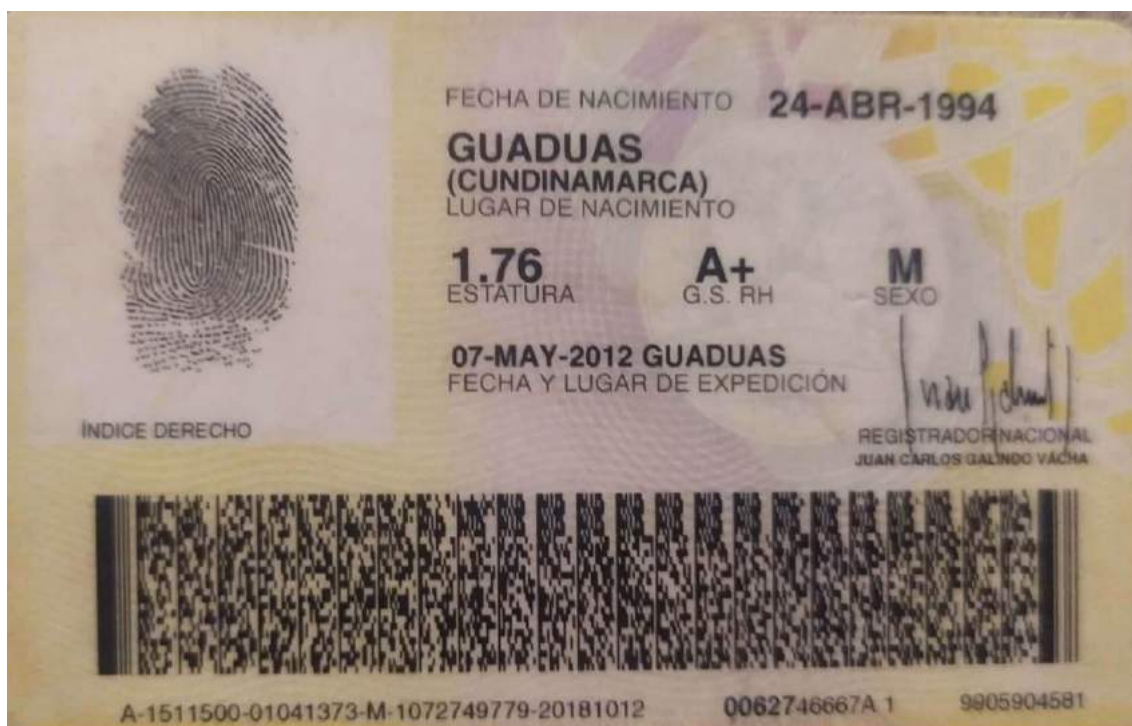 FECHA DE NACIMIENTO 24-ABR-1994
GUADUAS
(CUNDINAMARCA)
LUGAR DE NACIMIENTO
1.76 A+ M
ESTATURA G.S. RH SEXO
07-MAY-2012 GUADUAS
FECHA Y LUGAR DE EXPEDICIÓN
ÍNDICE DERECHO
REGISTRADOR NACIONAL
JUAN CARLOS GALINDO VACHA
A-1511500-01041373-M-1072749779-20181012 0062746667A 1 9905904581